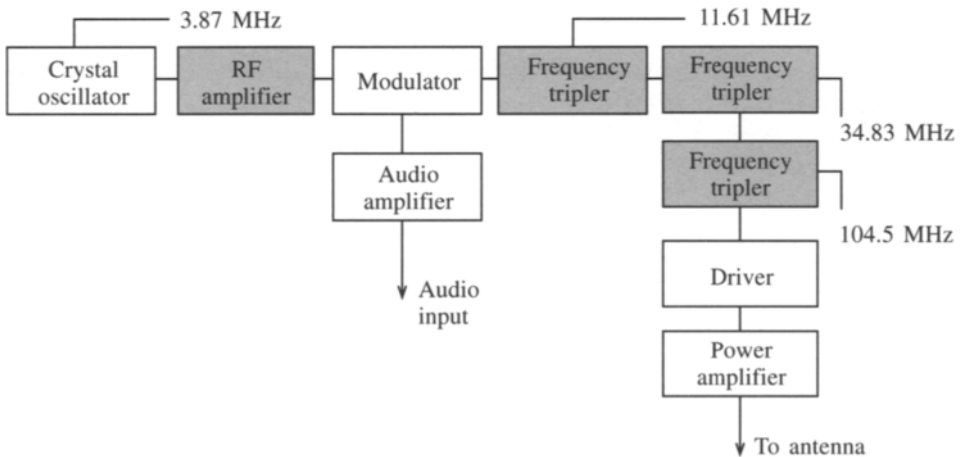 3.87 MHz
11.61 MHz
Crystal
oscillator
RF
amplifier
Modulator
Frequency
tripler
Frequency
tripler
34.83 MHz
Audio
amplifier
Frequency
tripler
104.5 MHz
Audio
input
Driver
Power
amplifier
To antenna